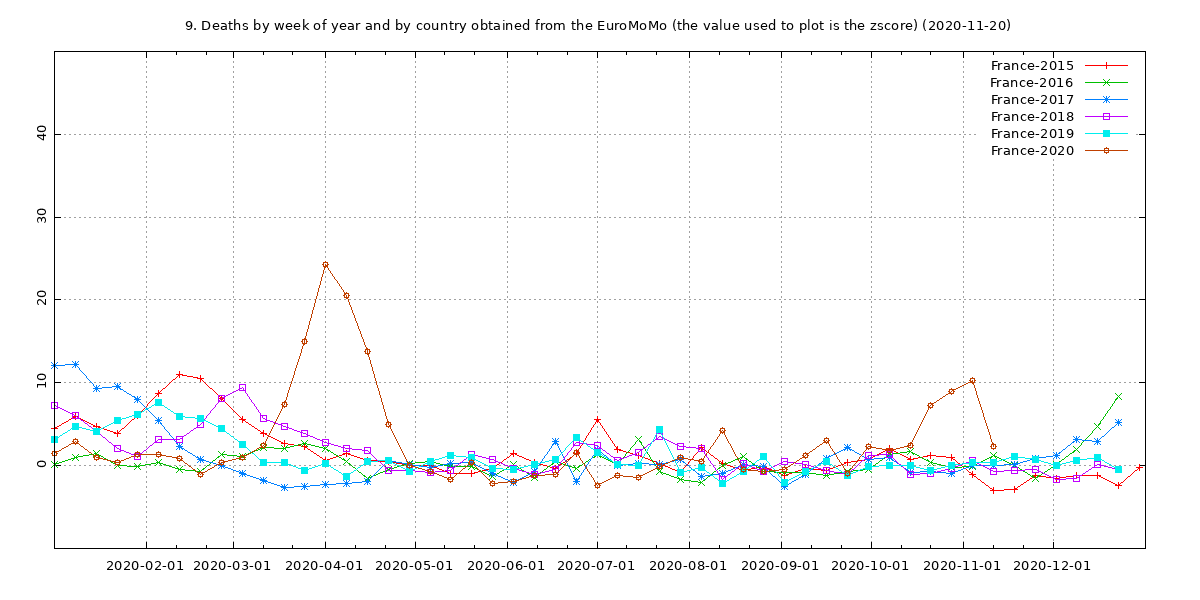 9. Deaths by week of year and by country obtained from the EuroMoMo (the value used to plot is the zscore) (2020-11-20)
France-2015
France-2016
France-2017
France-2018
France-2019
France-2020
40
30
20
10
0
2020-02-01 2020-03-01 2020-04-01 2020-05-01 2020-06-01 2020-07-01 2020-08-01 2020-09-01 2020-10-01 2020-11-01 2020-12-01